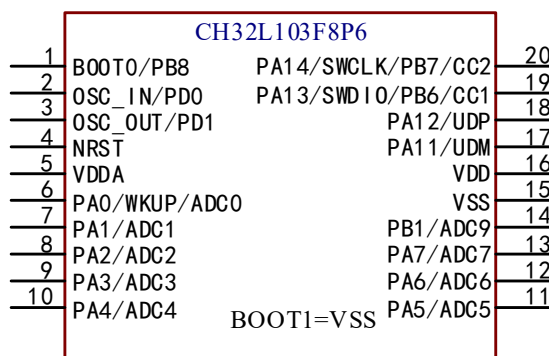 CH32L103F8P6
1 BOOT0/PB8 PA14/SWCLK/PB7/CC2 20
2 OSC_IN/PD0 PA13/SWDIO/PB6/CC1 19
3 OSC_OUT/PD1 PA12/UDP 18
4 NRST PA11/UDM 17
5 VDDA VDD 16
6 PA0/WKUP/ADC0 VSS 15
7 PA1/ADC1 PB1/ADC9 14
8 PA2/ADC2 PA7/ADC7 13
9 PA3/ADC3 PA6/ADC6 12
10 PA4/ADC4 PA5/ADC5 11
BOOT1=VSS